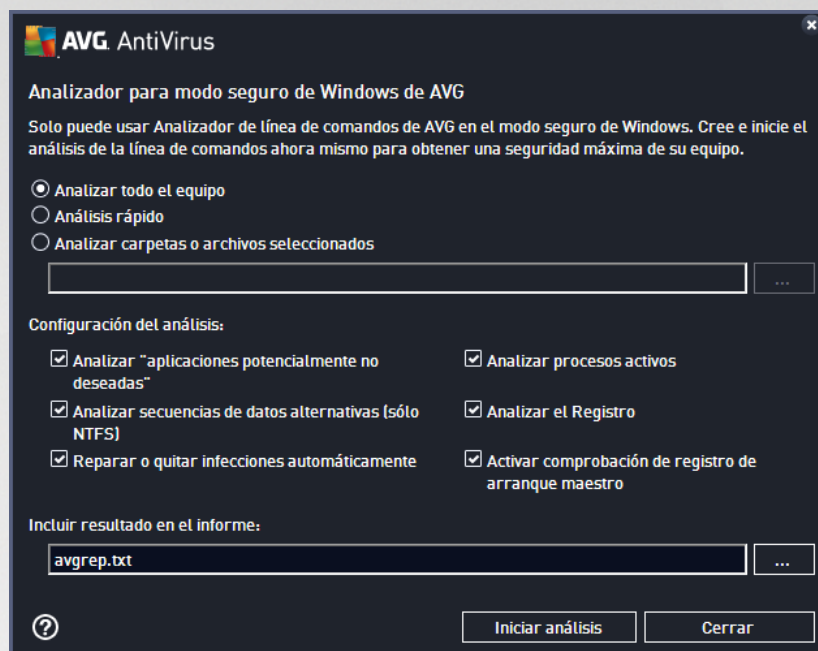 AVG. AntiVirus
Analizador para modo seguro de Windows de AVG
Solo puede usar Analizador de línea de comandos de AVG en el modo seguro de Windows. Cree e inicie el
análisis de la línea de comandos ahora mismo para obtener una seguridad máxima de su equipo.
Analizar todo el equipo
Análisis rápido
Analizar carpetas o archivos seleccionados
...
Configuración del análisis:
Analizar "aplicaciones potencialmente no
deseadas"
Analizar procesos activos
Analizar secuencias de datos alternativas (sólo
NTFS)
Analizar el Registro
Reparar o quitar infecciones automáticamente
Activar comprobación de registro de
arranque maestro
Incluir resultado en el informe:
avgrep.txt
...
?
Iniciar análisis
Cerrar